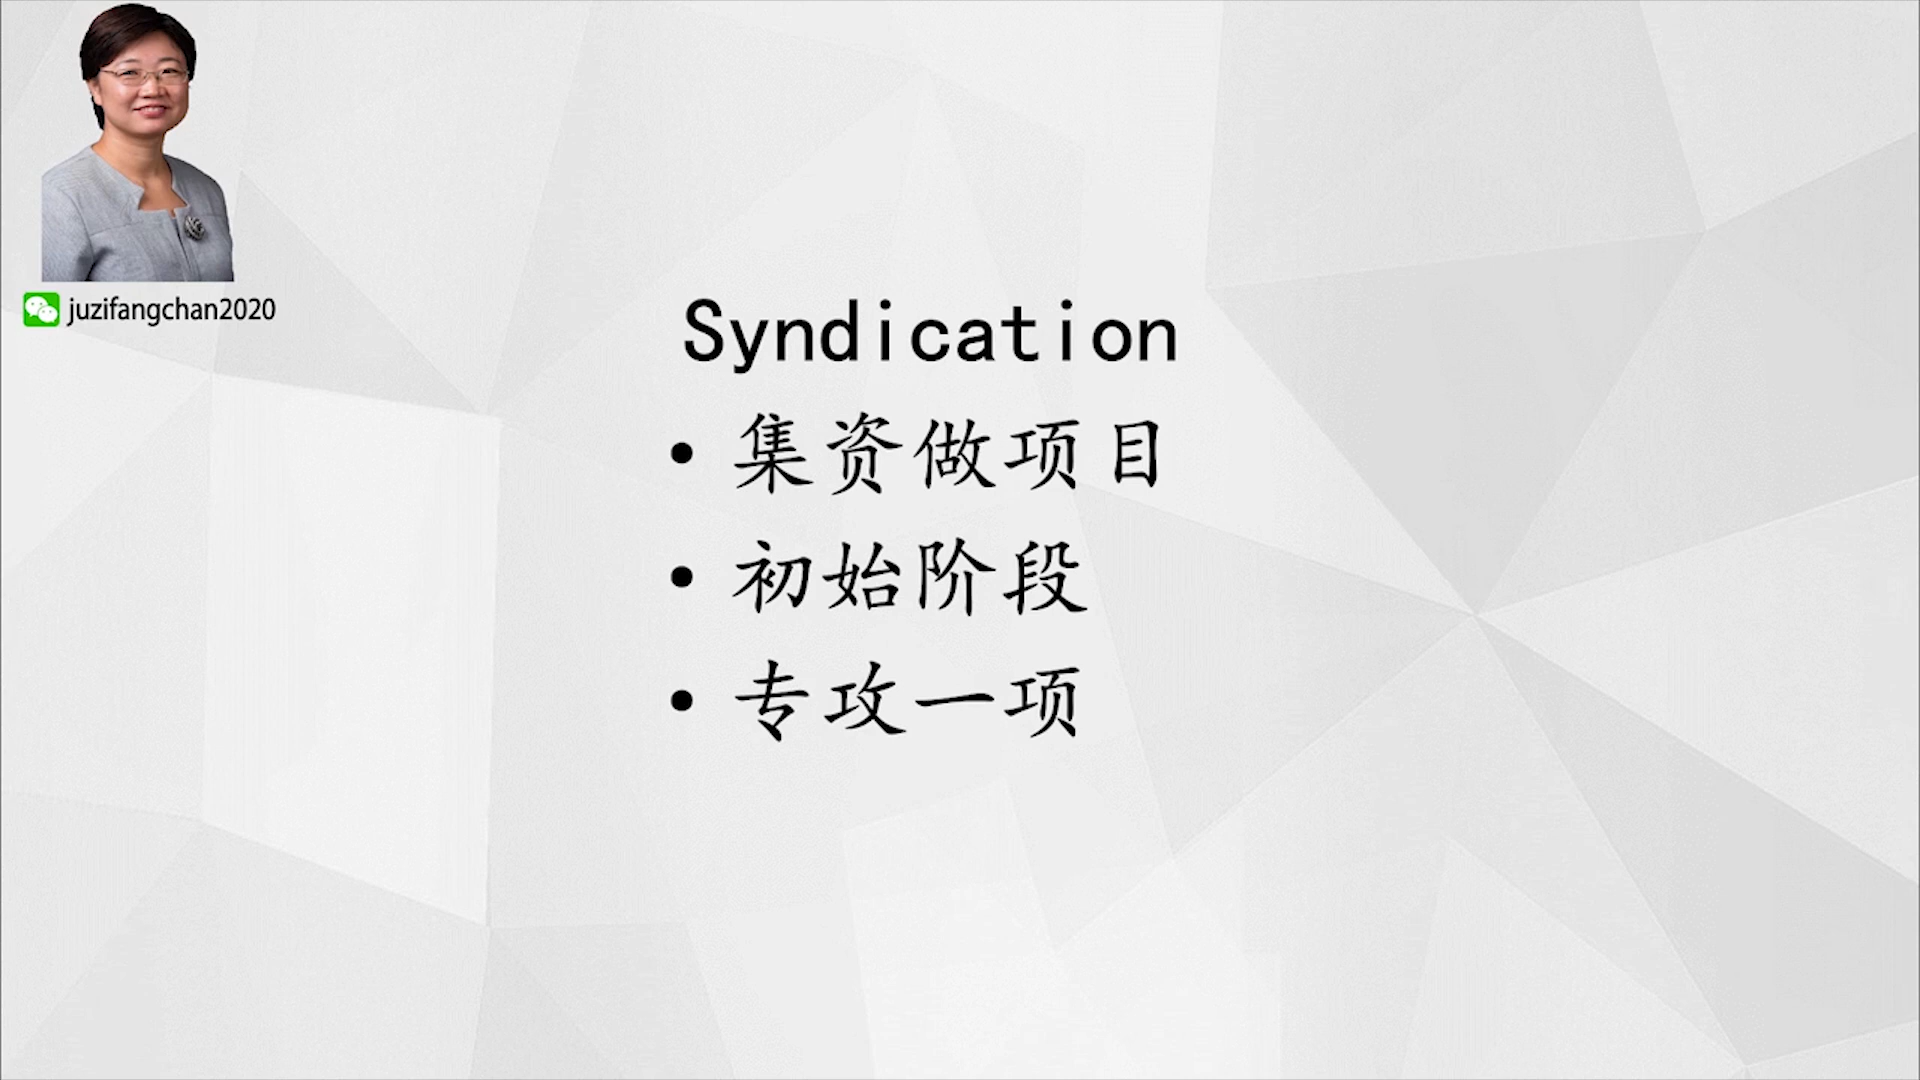 juzifangchan2020
Syndication
• 集资做项目
• 初始阶段
• 专攻一项